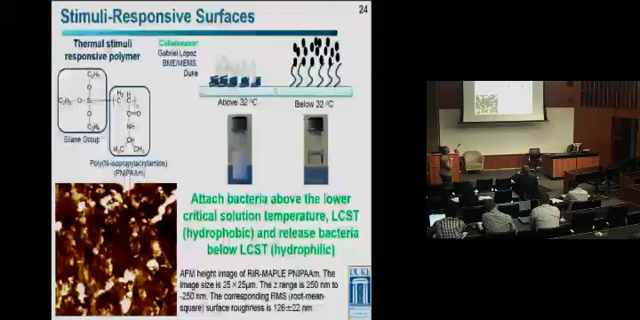 Stimuli-Responsive Surfaces
24
Thermal stimuli
responsive polymer
Collaborator:
Gabriel López,
BME/MEMS
Duke
Above 32 °C
Below 32°C
Silane Group
Poly(N-isopropylacrylamide)
(PNIPAAm)
Attach bacteria above the lower
critical solution temperature, LCST
(hydrophobic) and release bacteria
below LCST (hydrophilic)
AFM height image of RIR-MAPLE PNIPAAm. The
image size is 25×25µm. The z range is 250 nm to
-250 nm. The corresponding RMS (root-mean-
square) surface roughness is 126±22 nm
DUKE